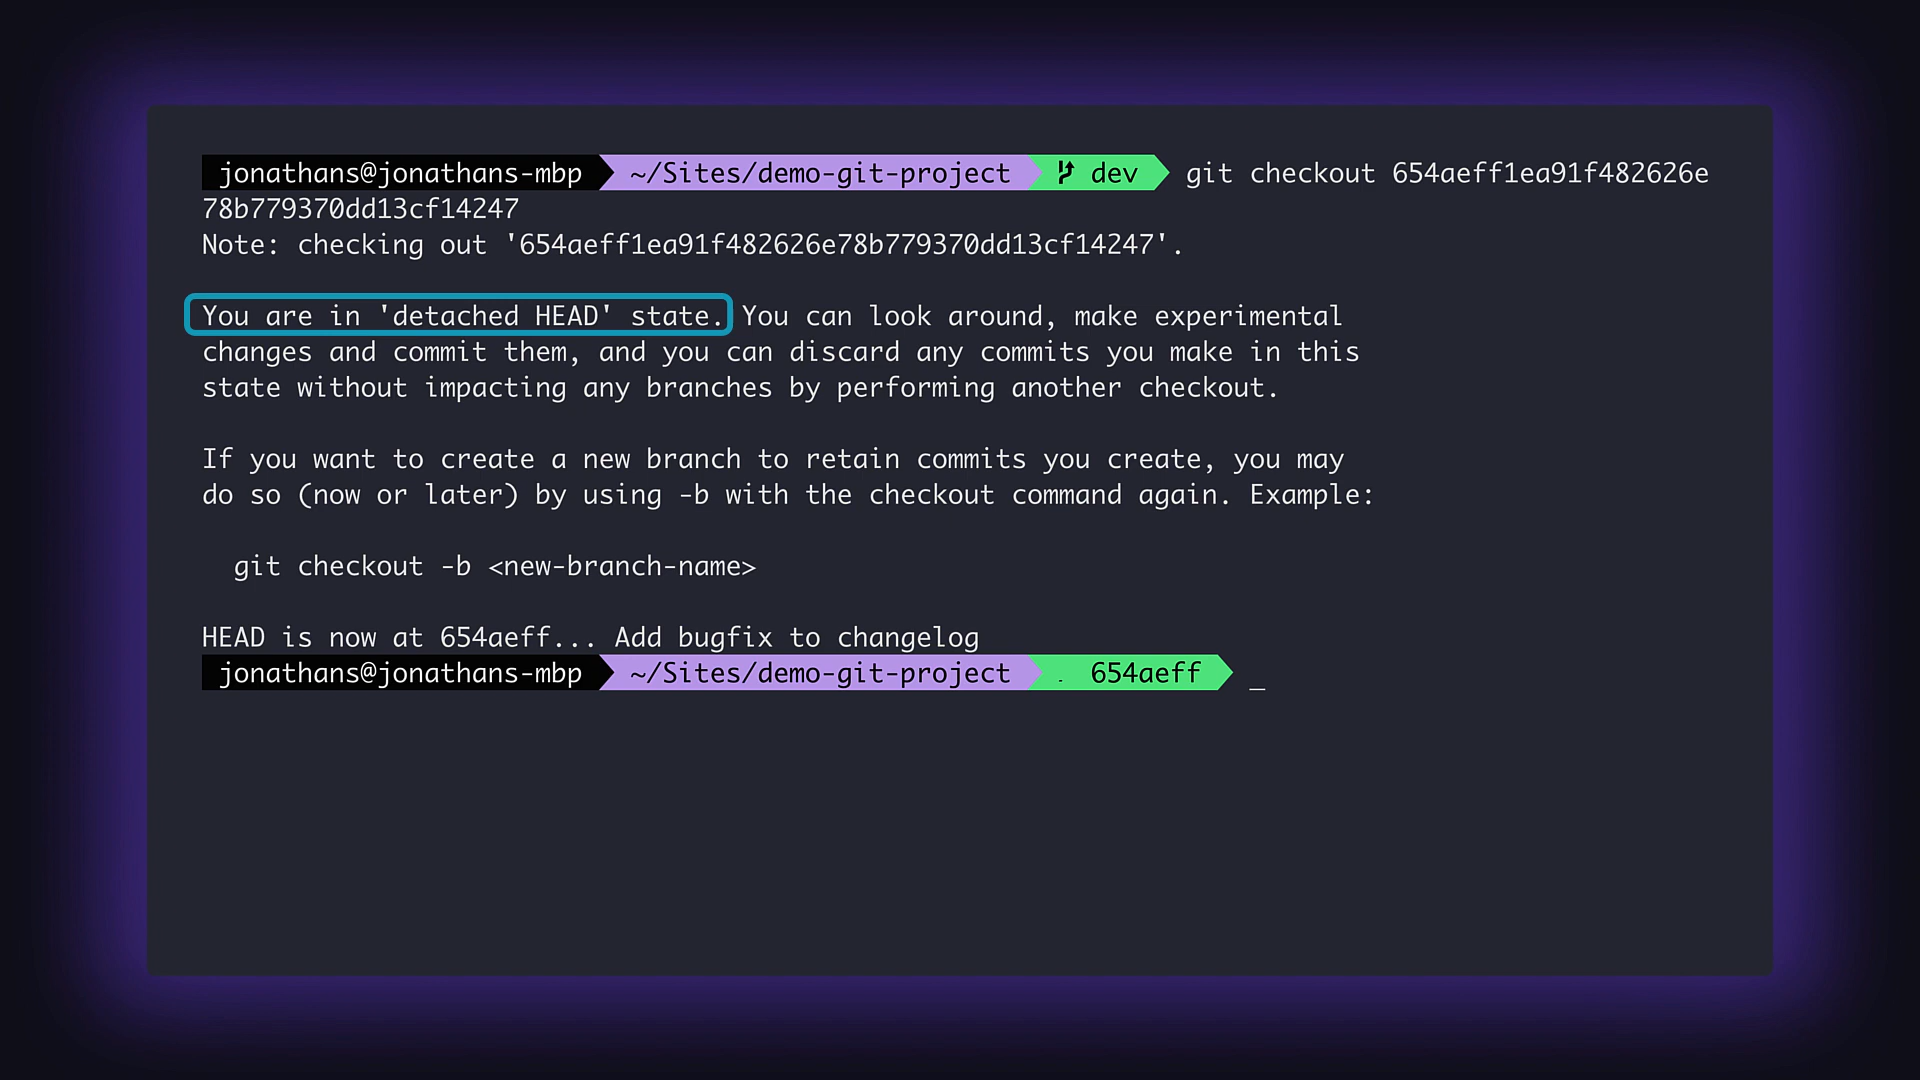 jonathans@jonathans-mbp ~/Sites/demo-git-project dev git checkout 654aeff1ea91f482626e
78b779370dd13cf14247
Note: checking out '654aeff1ea91f482626e78b779370dd13cf14247'.
You are in 'detached HEAD' state. You can look around, make experimental
changes and commit them, and you can discard any commits you make in this
state without impacting any branches by performing another checkout.
If you want to create a new branch to retain commits you create, you may
do so (now or later) by using -b with the checkout command again. Example:
git checkout -b <new-branch-name>
HEAD is now at 654aeff... Add bugfix to changelog
jonathans@jonathans-mbp ~/Sites/demo-git-project . 654aeff _